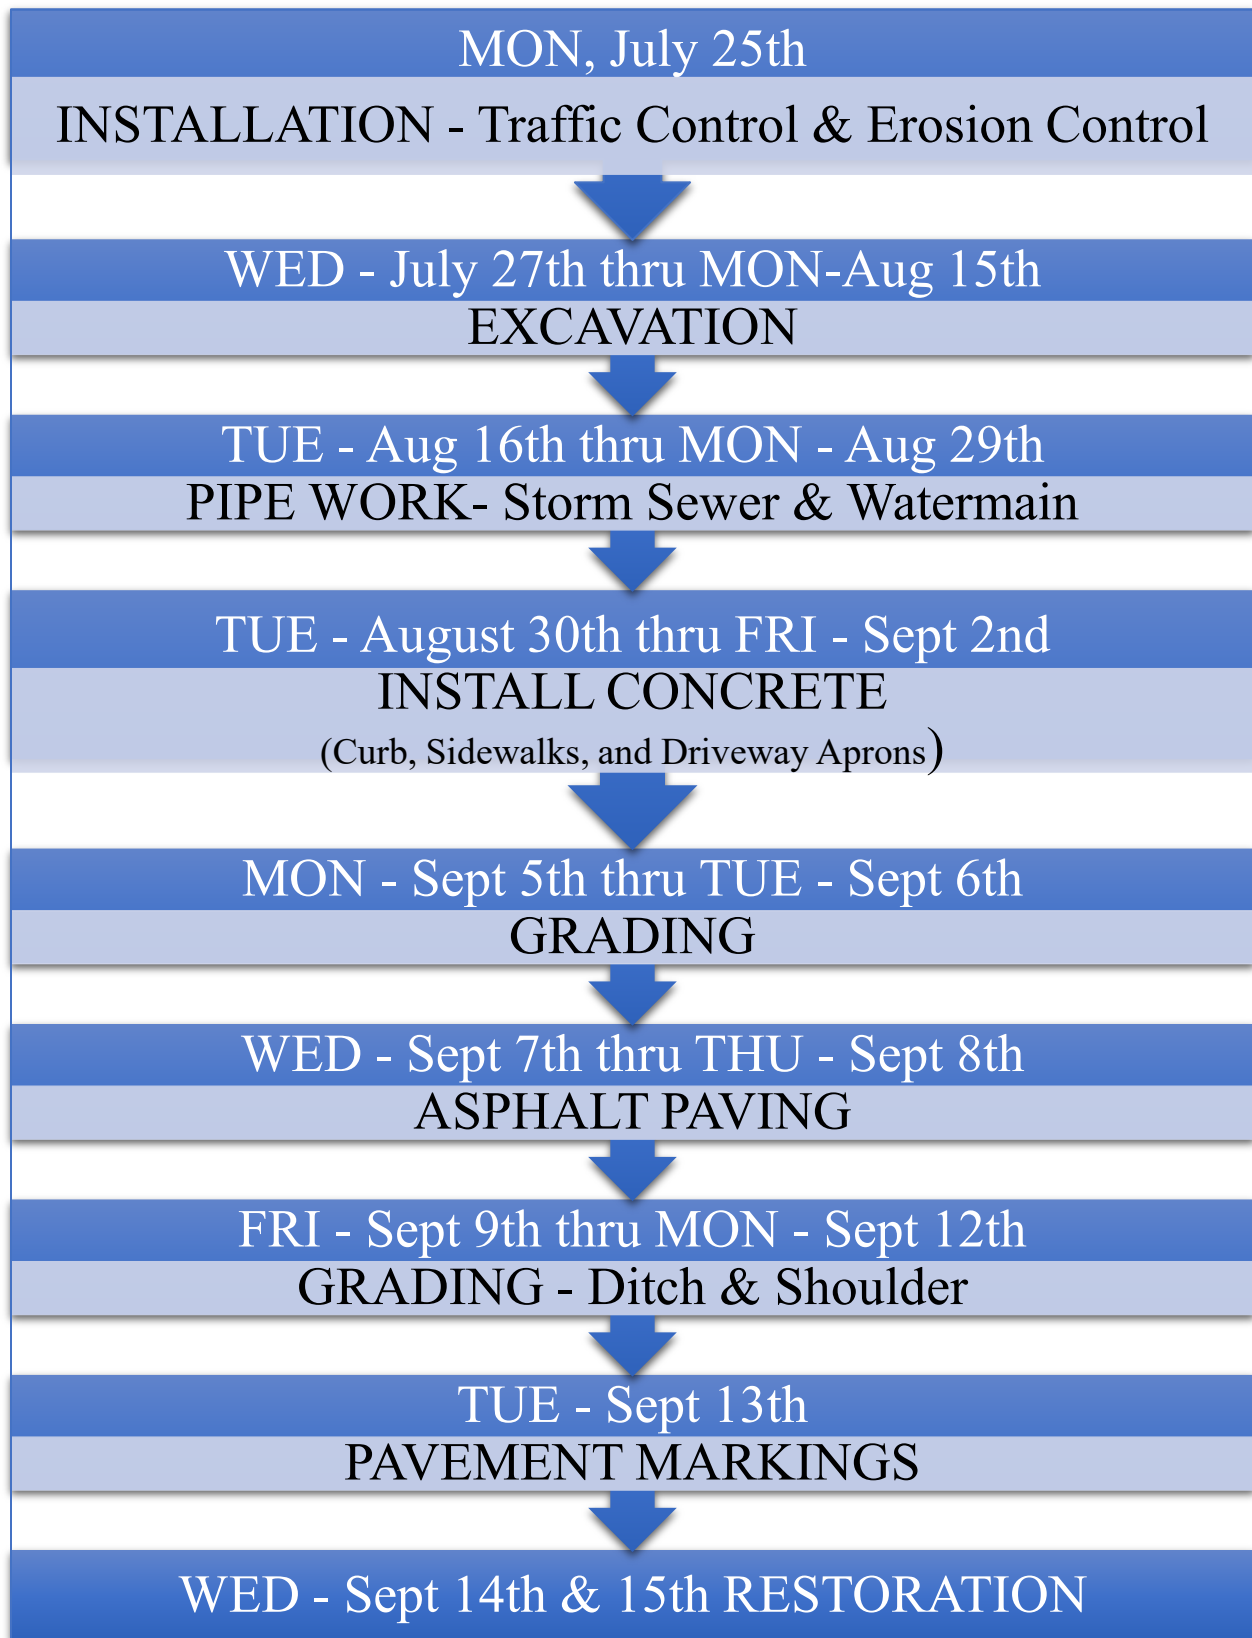 MON, July 25th
INSTALLATION - Traffic Control & Erosion Control
WED - July 27th thru MON-Aug 15th
EXCAVATION
TUE - Aug 16th thru MON - Aug 29th
PIPE WORK- Storm Sewer & Watermain
TUE - August 30th thru FRI - Sept 2nd
INSTALL CONCRETE
(Curb, Sidewalks, and Driveway Aprons)
MON - Sept 5th thru TUE - Sept 6th
GRADING
WED - Sept 7th thru THU - Sept 8th
ASPHALT PAVING
FRI - Sept 9th thru MON - Sept 12th
GRADING - Ditch & Shoulder
TUE - Sept 13th
PAVEMENT MARKINGS
WED - Sept 14th & 15th RESTORATION